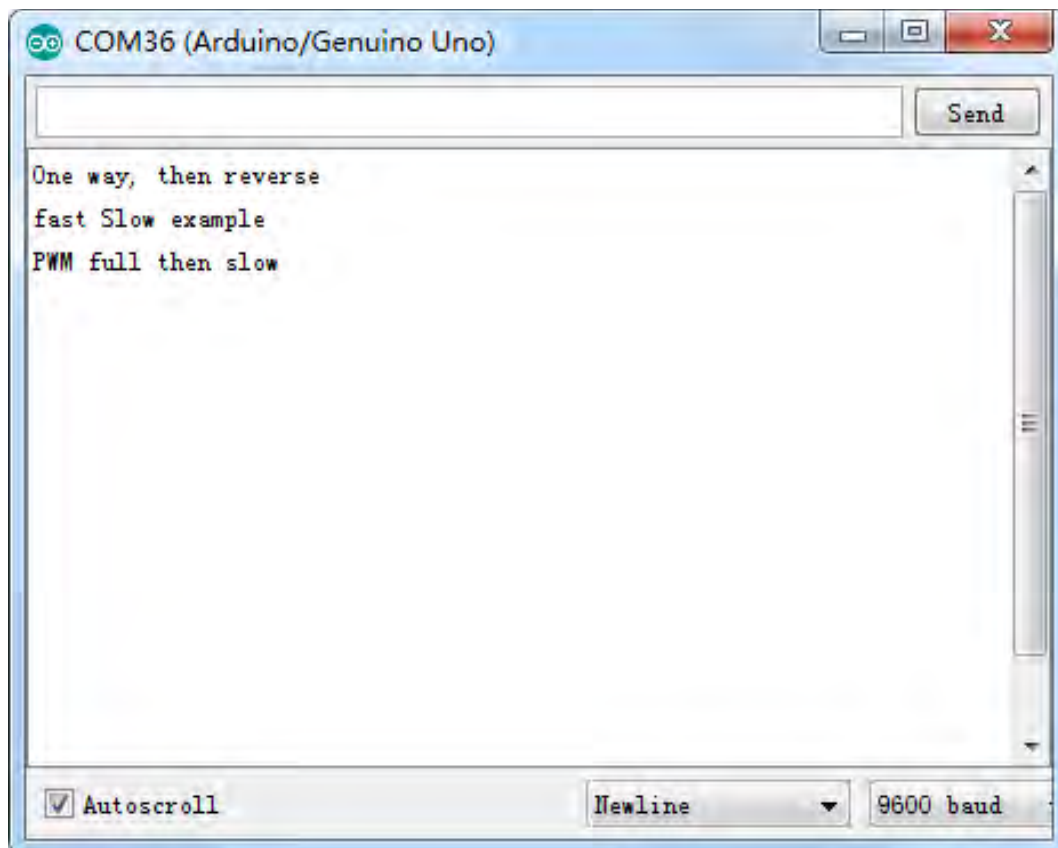 COM36 (Arduino/Genuino Uno)
Send
One way, then reverse
fast Slow example
PWM full then slow
Autoscroll
Newline
9600 baud